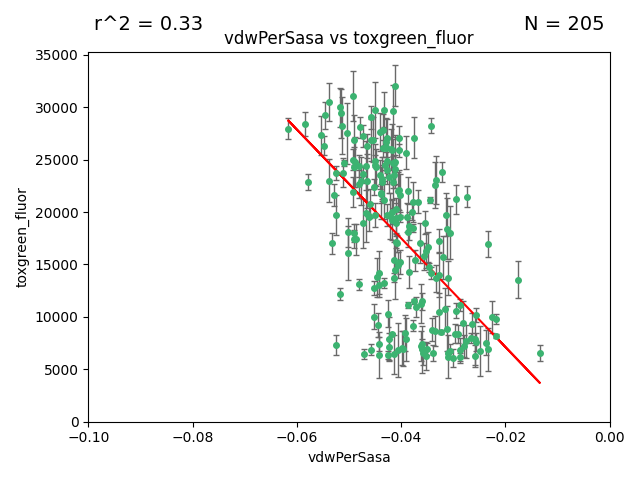 r^2 = 0.33
N = 205
vdwPerSasa vs toxgreen_fluor
35000
30000
25000
20000
15000
10000
5000
0
toxgreen_fluor
−0.10
−0.08
−0.06
−0.04
−0.02
0.00
vdwPerSasa